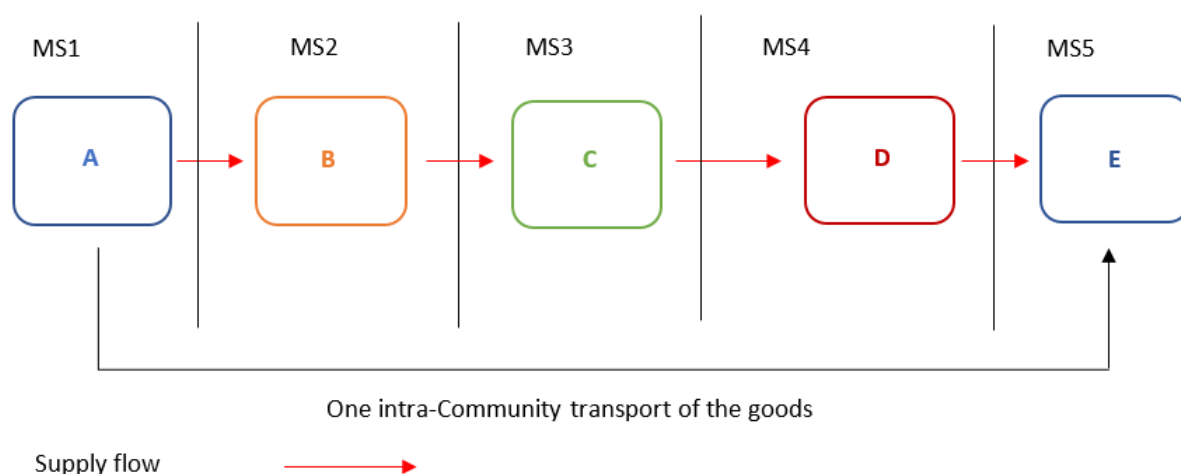 MS1 MS2 MS3 MS4 MS5
A B C D E
One intra-Community transport of the goods
Supply flow